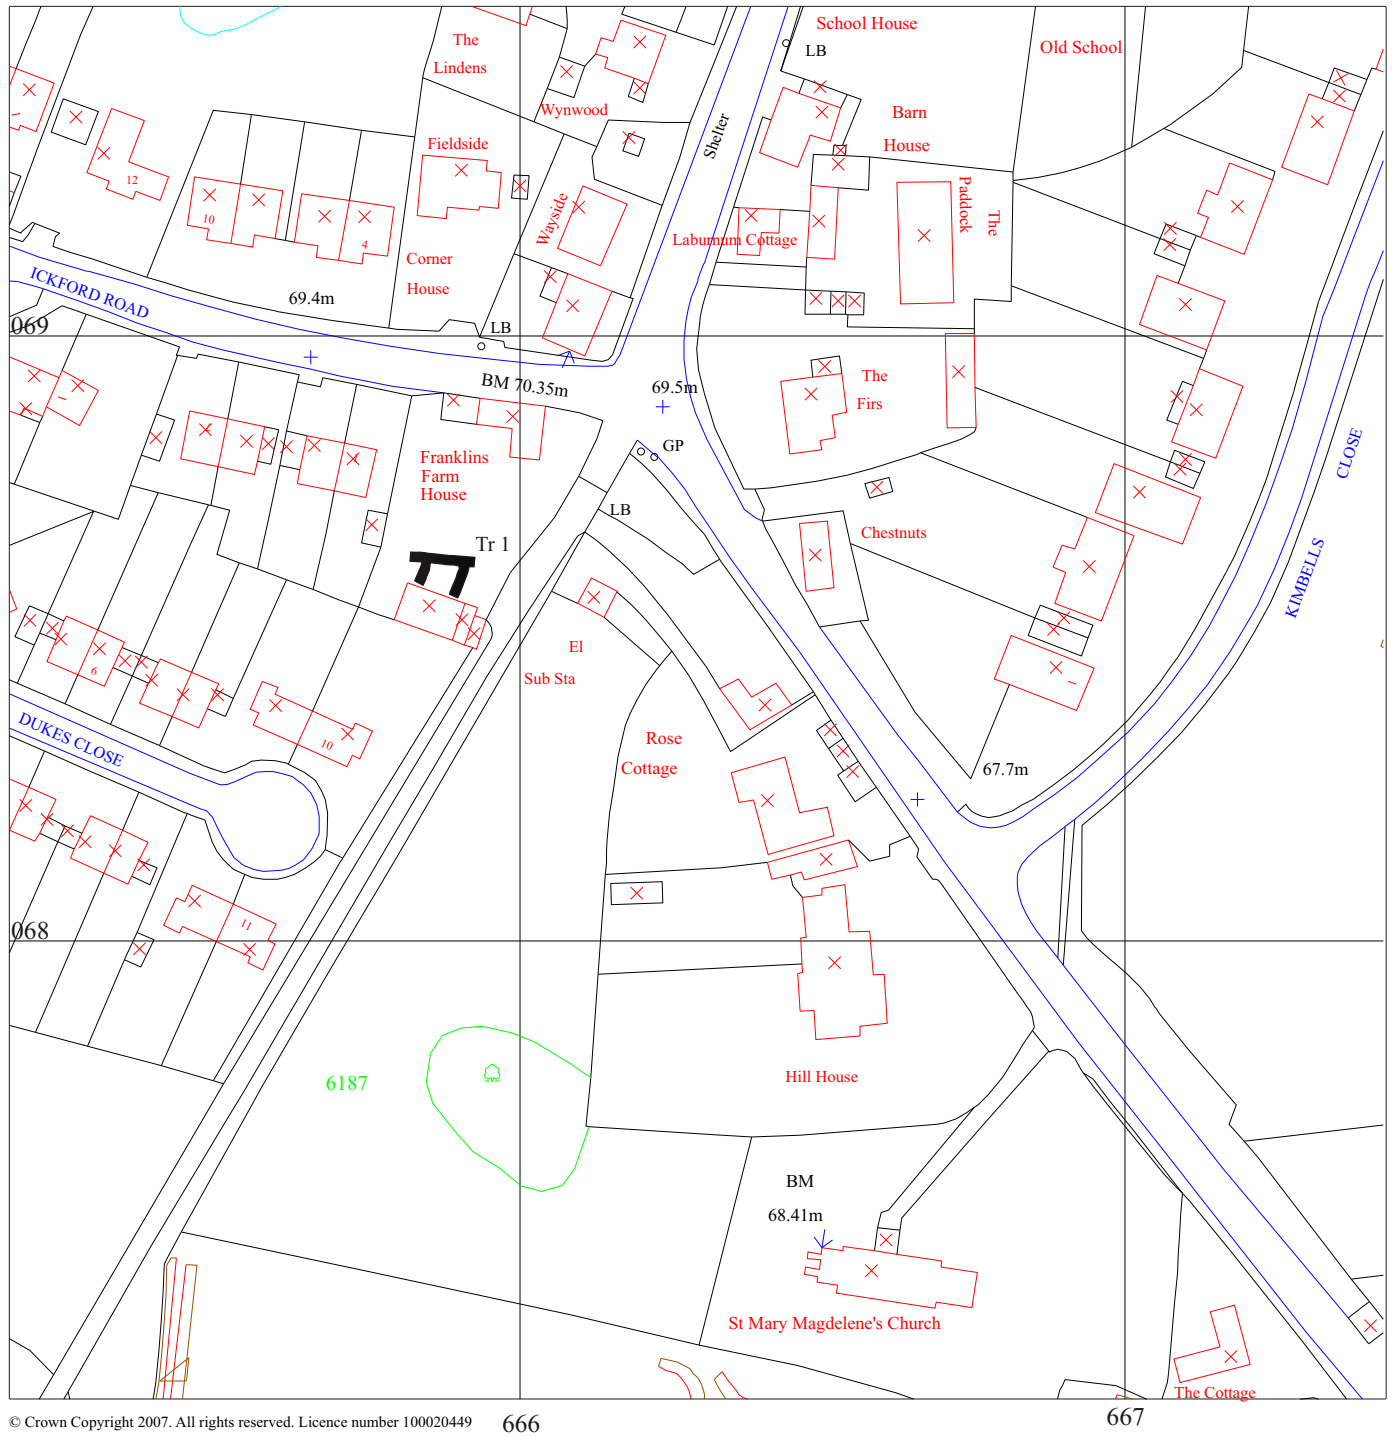 School House
The
Lindens
LB
Old School
Wynwood
Barn
House
Shelter
Fieldside
12
10
4
Wayside
Paddock
The
Laburnum Cottage
Corner
House
ICKFORD ROAD
69.4m
069
LB
BM 70.35m
69.5m
The
Firs
1
GP
Franklins
Farm
House
CLOSE
LB
Chestnuts
Tr 1
KIMBELLS
El
Sub Sta
6
1
10
DUKES CLOSE
Rose
Cottage
67.7m
11
068
6187
Hill House
BM
68.41m
St Mary Magdelene's Church
The Cottage
© Crown Copyright 2007. All rights reserved. Licence number 100020449
666
667